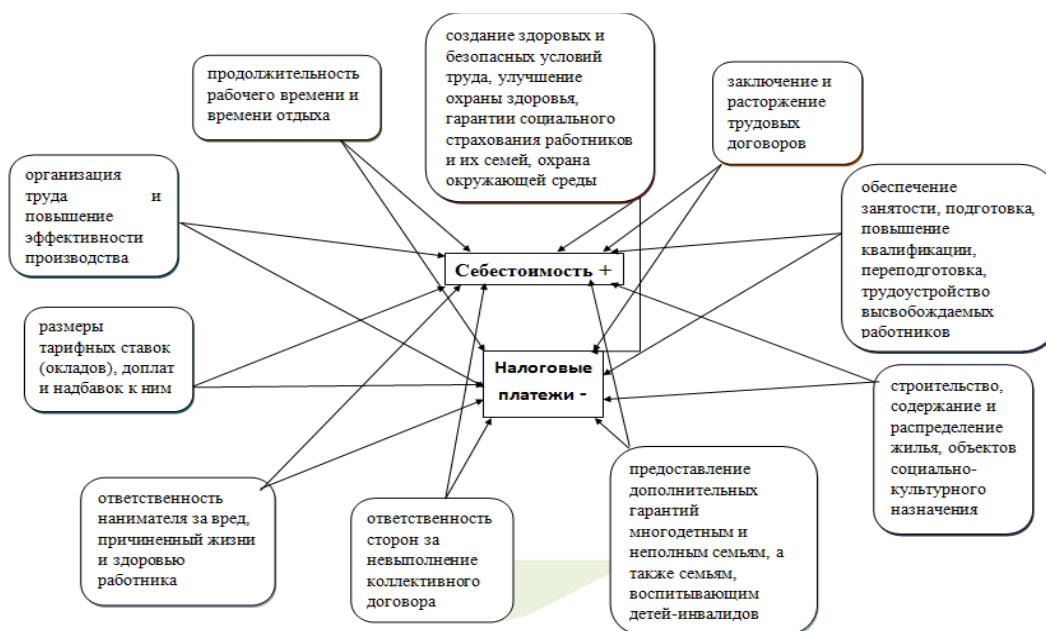 создание здоровых и
безопасных условий
труда, улучшение
охраны здоровья,
гарантии социального
страхования работников
и их семей, охрана
окружающей среды
продолжительность
рабочего времени и
времени отдыха
заключение и
расторжение
трудовых
договоров
организация
труда и
повышение
эффективности
производства
обеспечение
занятости, подготовка,
повышение
квалификации,
переподготовка,
трудоустройство
высвобождаемых
работников
Себестоимость +
размеры
тарифных ставок
(окладов), доплат
и надбавок к ним
Налоговые
платежи -
строительство,
содержание и
распределение
жилья, объектов
социально-
культурного
назначения
ответственность
нанимателя за вред,
причиненный жизни
и здоровью
работника
ответственность
сторон за
невыполнение
коллективного
договора
предоставление
дополнительных
гарантий
многодетным и
неполным семьям, а
также семьям,
воспитывающим
детей-инвалидов